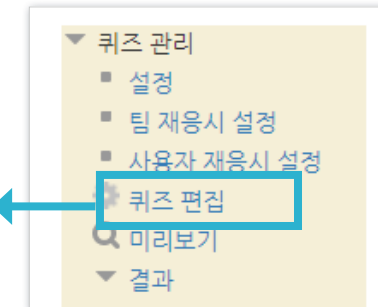 퀴즈 관리
설정
팀 재응시 설정
사용자 재응시 설정
퀴즈 편집
미리보기
결과